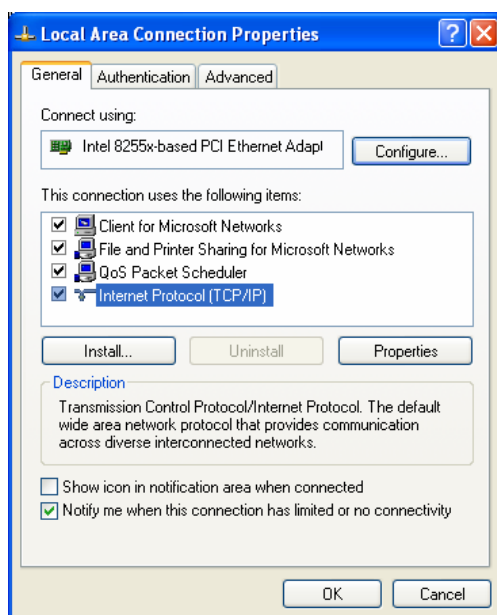 Local Area Connection Properties
General Authentication Advanced
Connect using:
Intel 8255x-based PCI Ethernet Adapt
Configure...
This connection uses the following items:
Client for Microsoft Networks
File and Printer Sharing for Microsoft Networks
QoS Packet Scheduler
Internet Protocol (TCP/IP)
Install... Uninstall Properties
Description
Transmission Control Protocol/Internet Protocol. The default
wide area network protocol that provides communication
across diverse interconnected networks.
Show icon in notification area when connected
Notify me when this connection has limited or no connectivity
OK Cancel